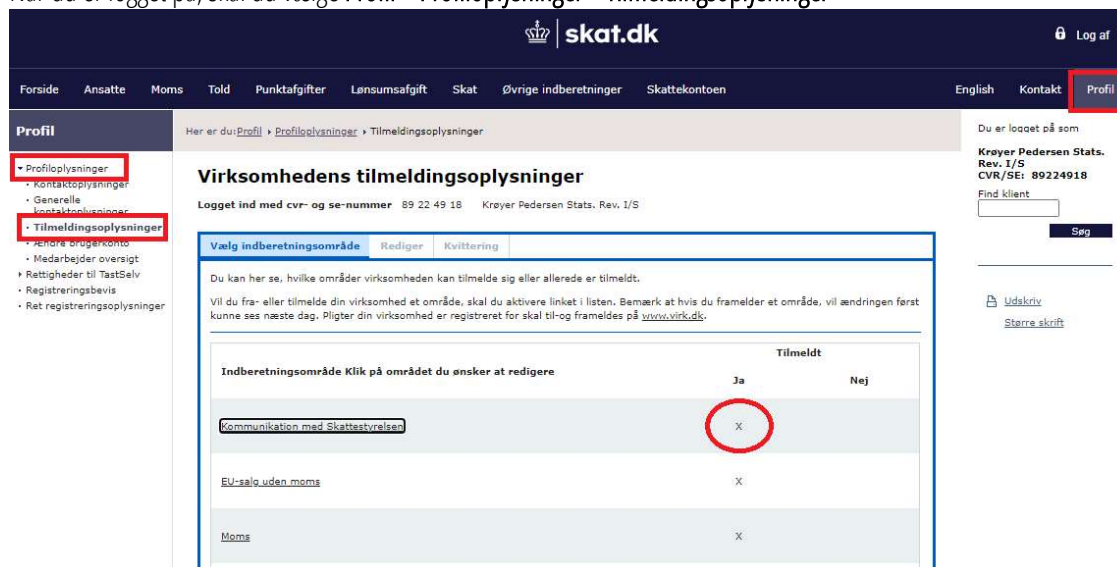 Når du er logget på, skal du vælge Profil – Profiloplysninger – Tilmeldingsoplysninger
skat.dk
Log af
Forside Ansatte Moms Told Punktafgifter Lønsumsafgift Skat Øvrige indberetninger Skattekontoen English Kontakt Profil
Profil
Profiloplysninger
Kontaktoplysninger
Generelle
kontaktoplysninger
Tilmeldingsoplysninger
Ændre brugerkonto
Medarbejder oversigt
Rettigheder til TastSelv
Registreringsbevis
Ret registreringsoplysninger
Her er du:Profil › Profiloplysninger › Tilmeldingsoplysninger
Virksomhedens tilmeldingsoplysninger
Logget ind med cvr- og se-nummer 89 22 49 18 Krøyer Pedersen Stats. Rev. I/S
Vælg indberetningsområde Rediger Kvittering
Du kan her se, hvilke områder virksomheden kan tilmelde sig eller allerede er tilmeldt.
Vil du fra- eller tilmelde din virksomhed et område, skal du aktivere linket i listen. Bemærk at hvis du framelder et område, vil ændringen først
kunne ses næste dag. Pligter din virksomhed er registreret for skal til-og frameldes på www.virk.dk.
Tilmeldt
Indberetningsområde Klik på området du ønsker at redigere
Ja Nej
Kommunikation med Skattestyrelsen X
EU-salg uden moms X
Moms X
Du er logget på som
Krøyer Pedersen Stats.
Rev. I/S
CVR/SE: 89224918
Find klient
Søg
Udskriv
Større skrift